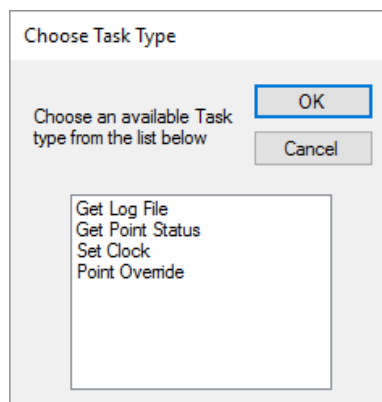 Choose Task Type
Choose an available Task
type from the list below
OK
Cancel
Get Log File
Get Point Status
Set Clock
Point Override